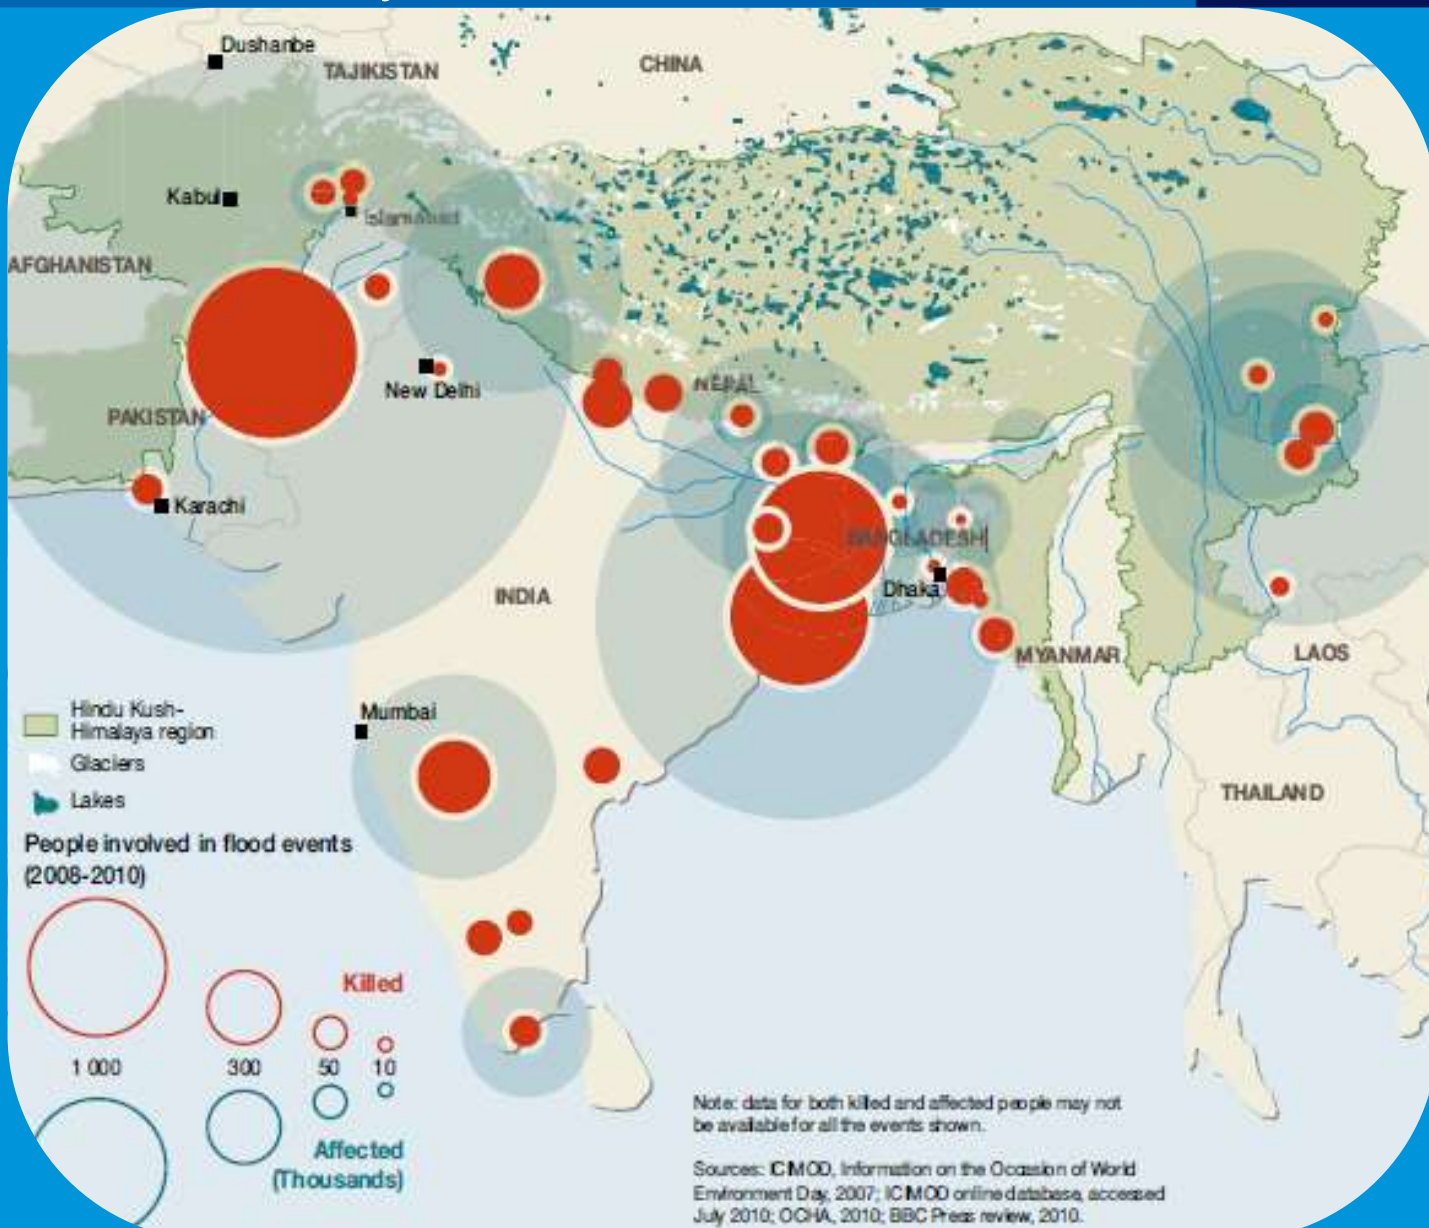 Dushanbe
TAJIKISTAN
CHINA
Kabul
Islamabad
AFGHANISTAN
New Delhi
NEPAL
PAKISTAN
Karachi
BANGLADESH
Dhaka
INDIA
MYANMAR
LAOS
Hindu Kush-
Himalaya region
Glaciers
Lakes
Mumbai
THAILAND
People involved in flood events
(2008-2010)
Killed
1 000
300
50
10
Affected
(Thousands)
Note: data for both killed and affected people may not
be available for all the events shown.
Sources: ICIMOD, Information on the Occasion of World
Environment Day, 2007; ICIMOD online database, accessed
July 2010; OCHA, 2010; BBC Press review, 2010.